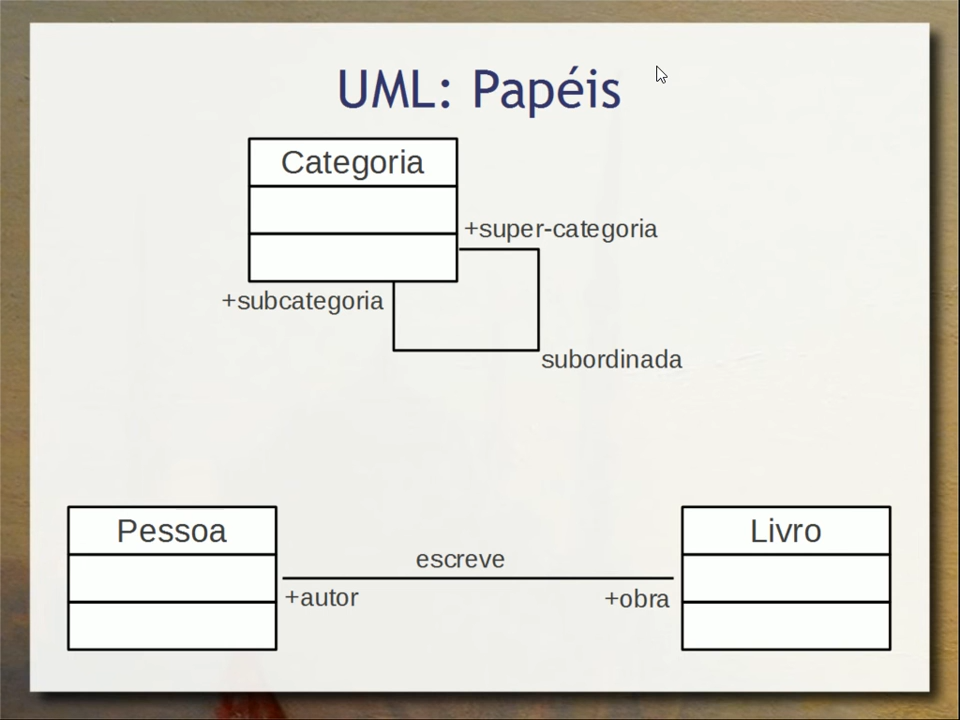 UML: Papéis
Categoria
+super-categoria
+subcategoria
subordinada
Pessoa
Livro
escreve
+autor
+obra